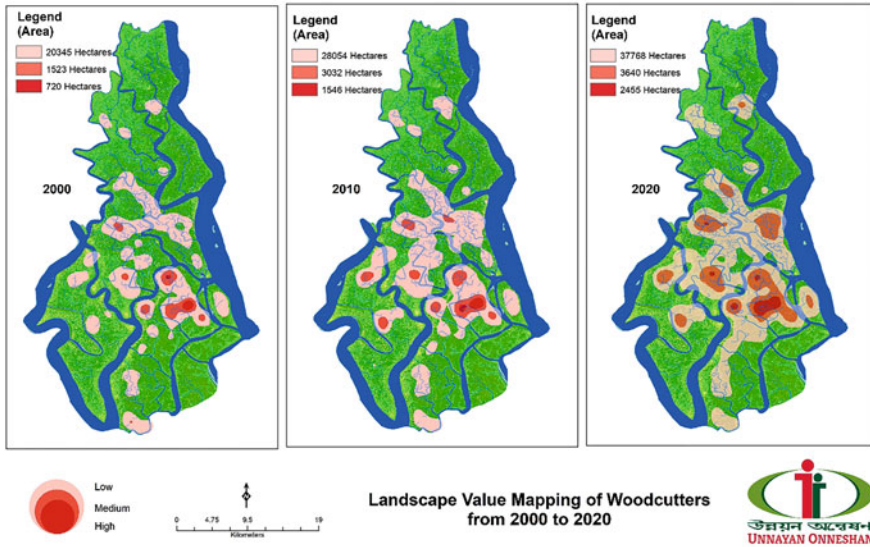 Legend
(Area)
20345 Hectares
1523 Hectares
720 Hectares
2000
Legend
(Area)
28054 Hectares
3032 Hectares
1546 Hectares
2010
Legend
(Area)
37768 Hectares
3640 Hectares
2455 Hectares
2020
Low
Medium
High
0 4.75 9.5 19
Kilometers
Landscape Value Mapping of Woodcutters
from 2000 to 2020
উন্নয়ন অন্বেষণ
UNNAYAN ONNESHAN